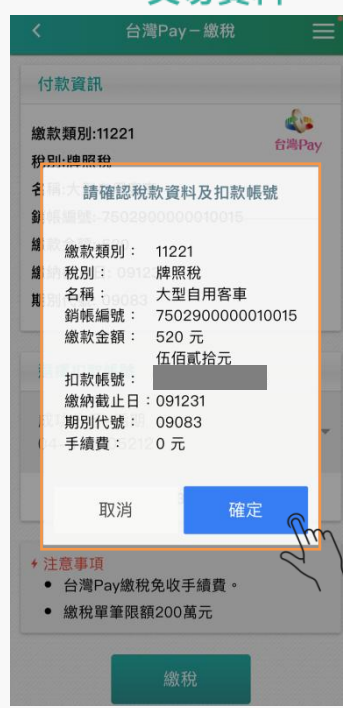 台灣Pay－繳稅
付款資訊
繳款類別:11221
台灣Pay
稅別:牌照稅
請確認稅款資料及扣款帳號
繳款類別： 11221
稅別： 牌照稅
名稱： 大型自用客車
銷帳編號： 7502900000010015
繳款金額： 520 元
伍佰貳拾元
扣款帳號：
繳納截止日：091231
期別代號： 09083
手續費： 0 元
取消
確定
注意事項
台灣Pay繳稅免收手續費。
繳稅單筆限額200萬元
繳稅